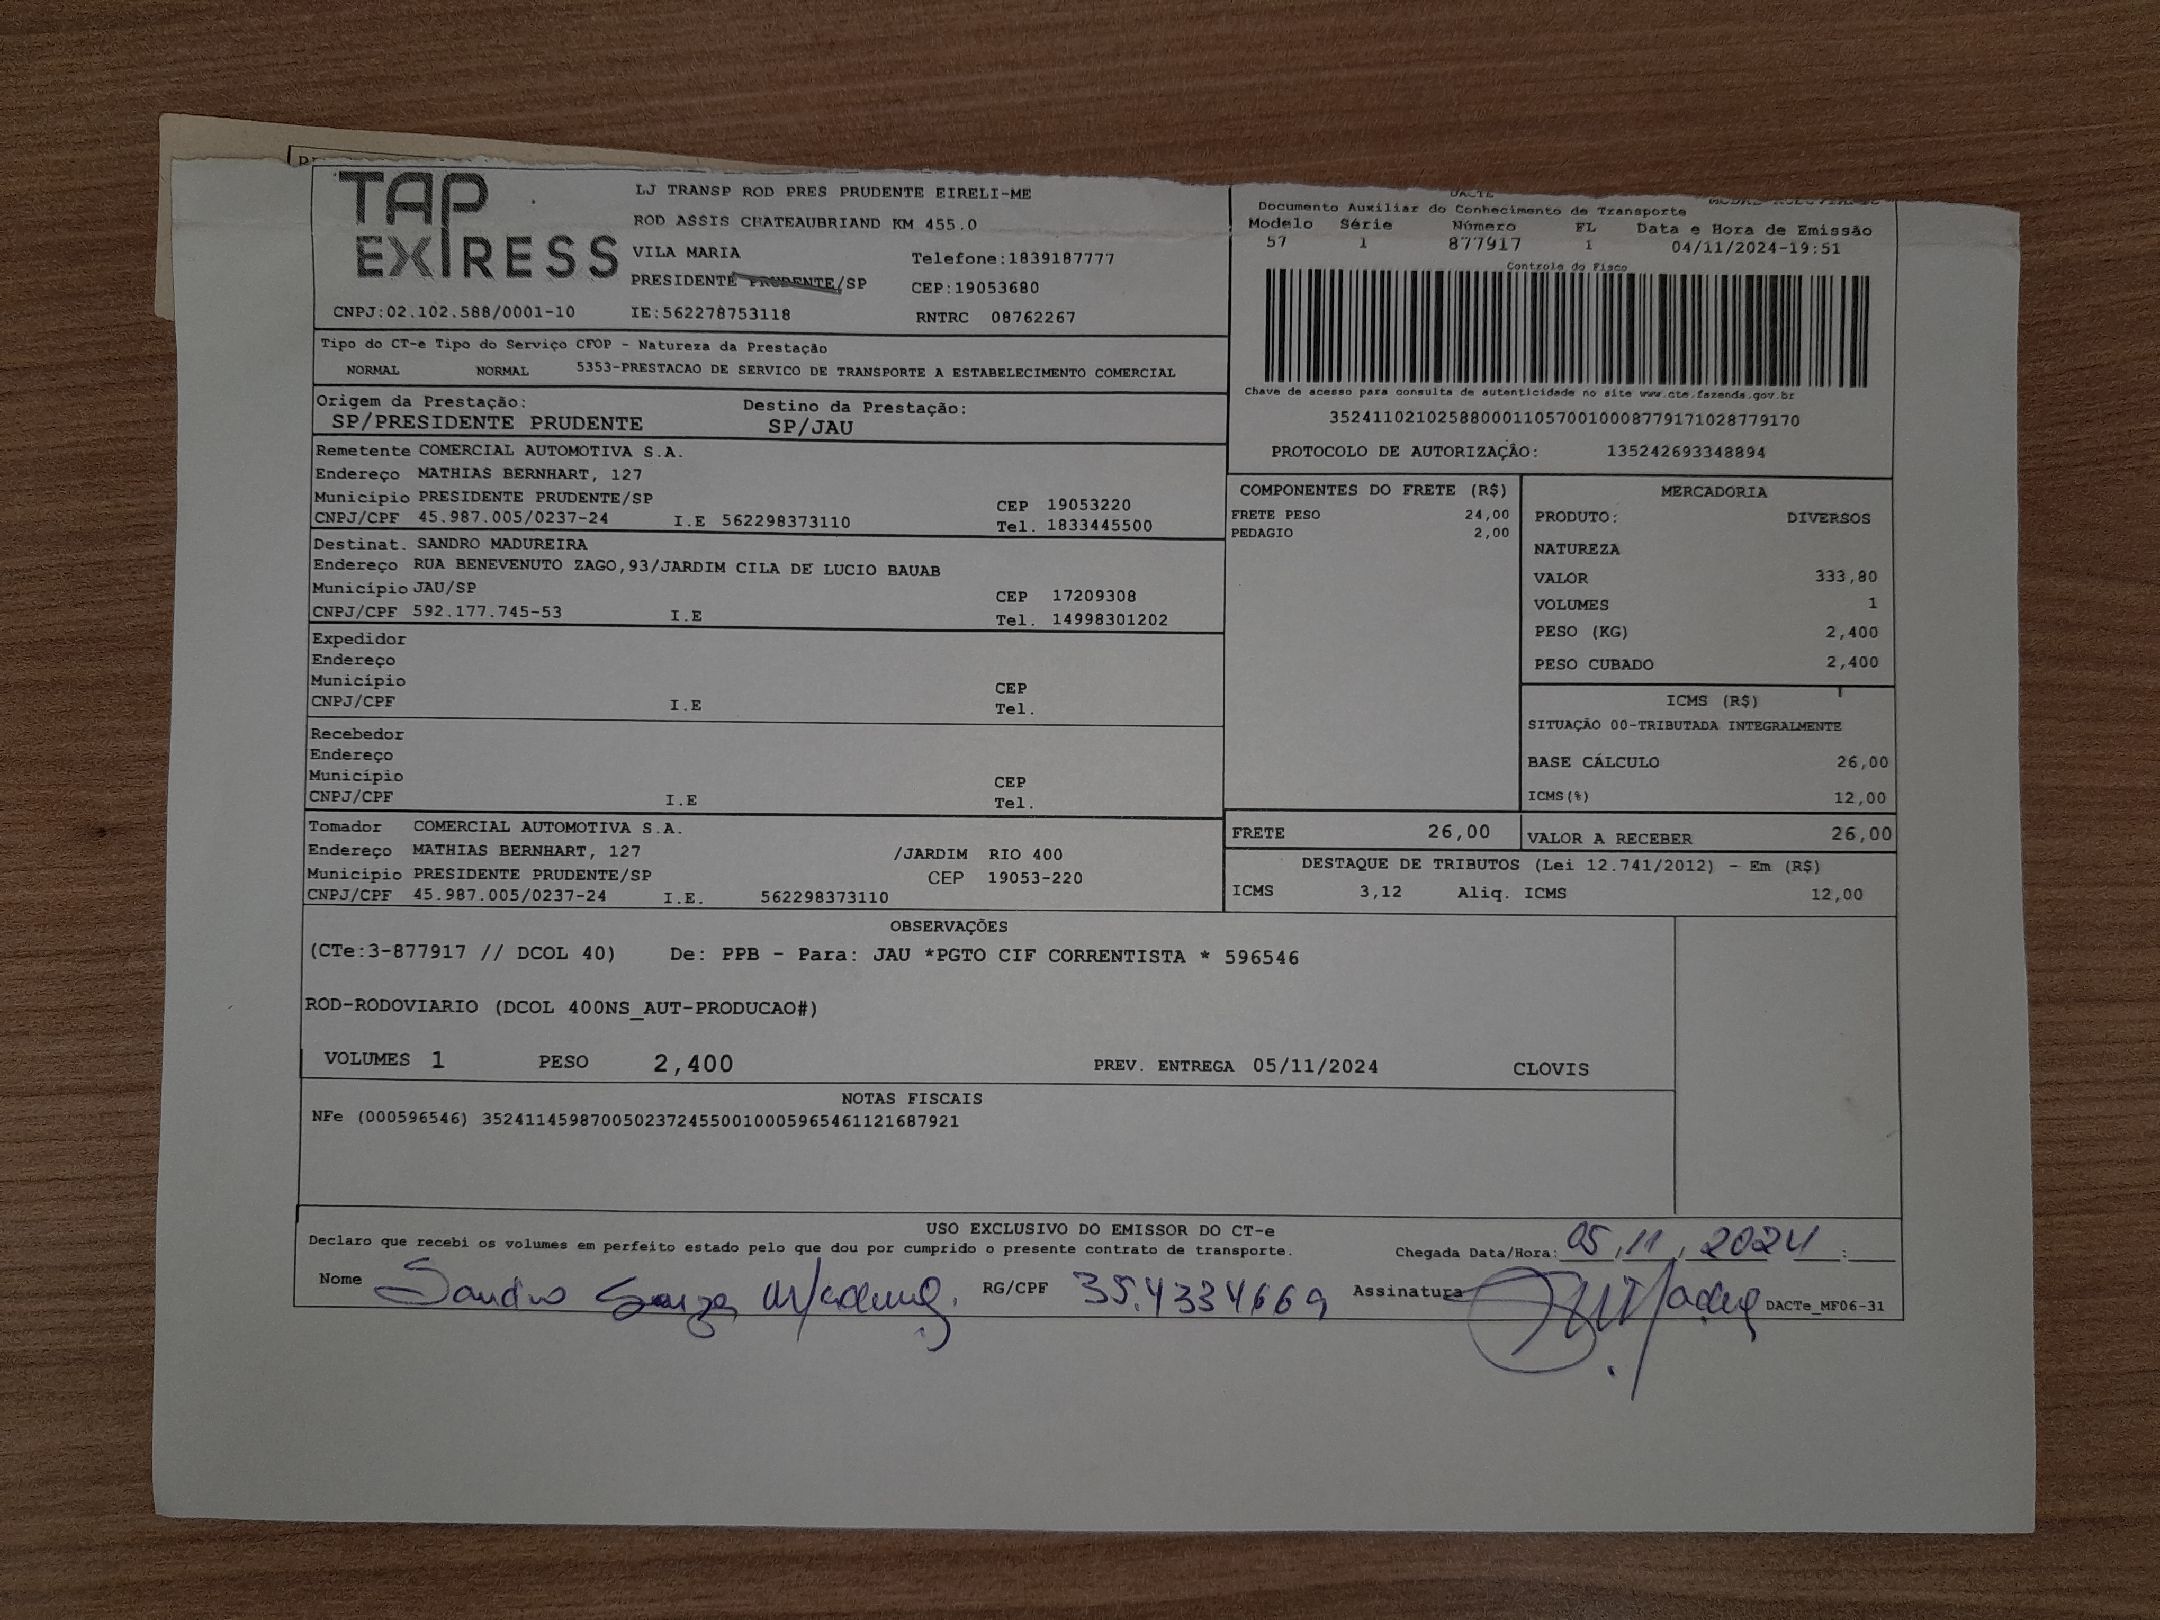 TAP
EXPRESS
LJ TRANSP ROD PRES PRUDENTE EIRELI-ME
ROD ASSIS CHATEAUBRIAND KM 455.0
VILA MARIA Telefone:1839187777
PRESIDENTE PRUDENTE/SP CEP:19053680
CNPJ:02.102.588/0001-10 IE:562278753118 RNTRC 08762267
DACTE
Documento Auxiliar do Conhecimento de Transporte
Modelo Série Número FL Data e Hora de Emissão
57 1 877917 1 04/11/2024-19:51
Controle do Fisco
Chave de acesso para consulta de autenticidade no site www.cte.fazenda.gov.br
35241102102588000110570010008779171028779170
PROTOCOLO DE AUTORIZAÇÃO: 135242693348894
Tipo do CT-e Tipo do Serviço CFOP - Natureza da Prestação
NORMAL NORMAL 5353-PRESTACAO DE SERVICO DE TRANSPORTE A ESTABELECIMENTO COMERCIAL
Origem da Prestação: Destino da Prestação:
SP/PRESIDENTE PRUDENTE SP/JAU
Remetente COMERCIAL AUTOMOTIVA S.A.
Endereço MATHIAS BERNHART, 127
Município PRESIDENTE PRUDENTE/SP CEP 19053220
CNPJ/CPF 45.987.005/0237-24 I.E 562298373110 Tel. 1833445500
Destinat. SANDRO MADUREIRA
Endereço RUA BENEVENUTO ZAGO,93/JARDIM CILA DE LUCIO BAUAB
Município JAU/SP CEP 17209308
CNPJ/CPF 592.177.745-53 I.E Tel. 14998301202
Expedidor
Endereço
Município CEP
CNPJ/CPF I.E Tel.
Recebedor
Endereço
Município CEP
CNPJ/CPF I.E Tel.
Tomador COMERCIAL AUTOMOTIVA S.A.
Endereço MATHIAS BERNHART, 127 /JARDIM RIO 400
Municipio PRESIDENTE PRUDENTE/SP CEP 19053-220
CNPJ/CPF 45.987.005/0237-24 I.E. 562298373110
COMPONENTES DO FRETE (R$)
FRETE PESO 24,00
PEDAGIO 2,00
MERCADORIA
PRODUTO: DIVERSOS
NATUREZA
VALOR 333,80
VOLUMES 1
PESO (KG) 2,400
PESO CUBADO 2,400
ICMS (R$)
SITUAÇÃO 00-TRIBUTADA INTEGRALMENTE
BASE CÁLCULO 26,00
ICMS(%) 12,00
FRETE 26,00 VALOR A RECEBER 26,00
DESTAQUE DE TRIBUTOS (Lei 12.741/2012) - Em (R$)
ICMS 3,12 Aliq. ICMS 12,00
OBSERVAÇÕES
(CTe:3-877917 // DCOL 40) De: PPB - Para: JAU *PGTO CIF CORRENTISTA * 596546
ROD-RODOVIARIO (DCOL 400NS_AUT-PRODUCAO#)
VOLUMES 1 PESO 2,400 PREV. ENTREGA 05/11/2024 CLOVIS
NOTAS FISCAIS
NFe (000596546) 35241145987005023724550010005965461121687921
USO EXCLUSIVO DO EMISSOR DO CT-e
Declaro que recebi os volumes em perfeito estado pelo que dou por cumprido o presente contrato de transporte. Chegada Data/Hora: 05,11,2024 :
Nome Sandro Souza Madureira RG/CPF 35.4334669 Assinatura DACTe_MF06-31